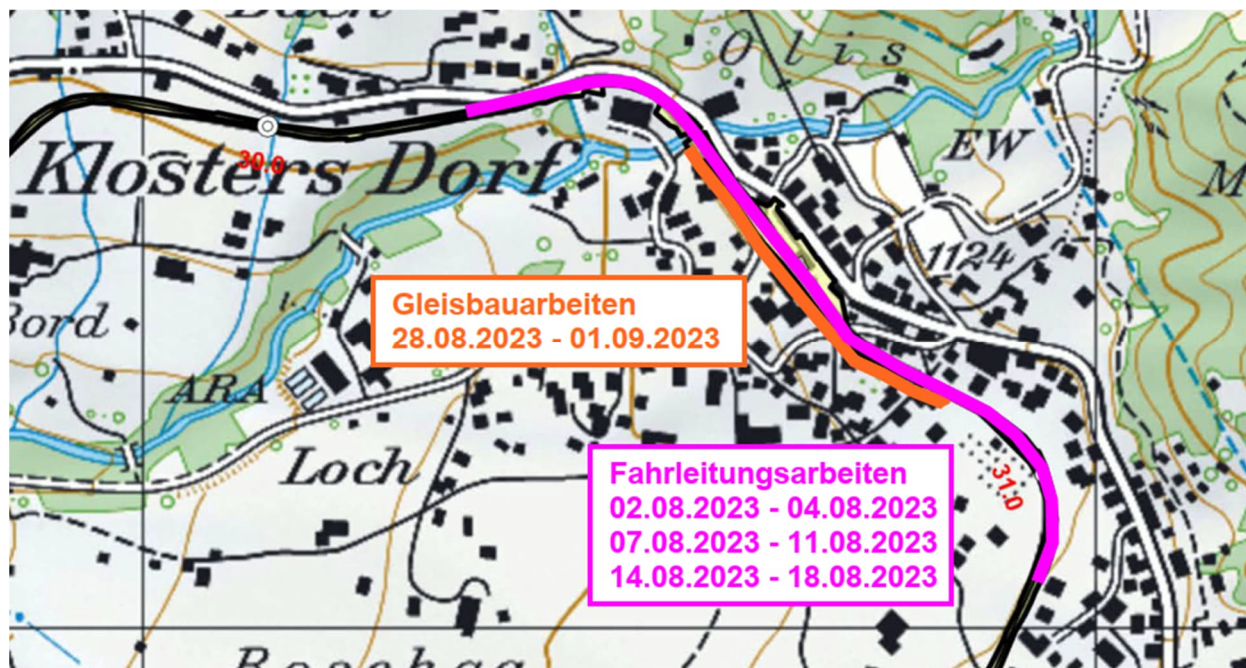 Olis
EW
30.0
Klosters Dorf
1124
Gleisbauarbeiten
28.08.2023 - 01.09.2023
Bord
ARA
Loch
Fahrleitungsarbeiten
02.08.2023 - 04.08.2023
07.08.2023 - 11.08.2023
14.08.2023 - 18.08.2023
31.0